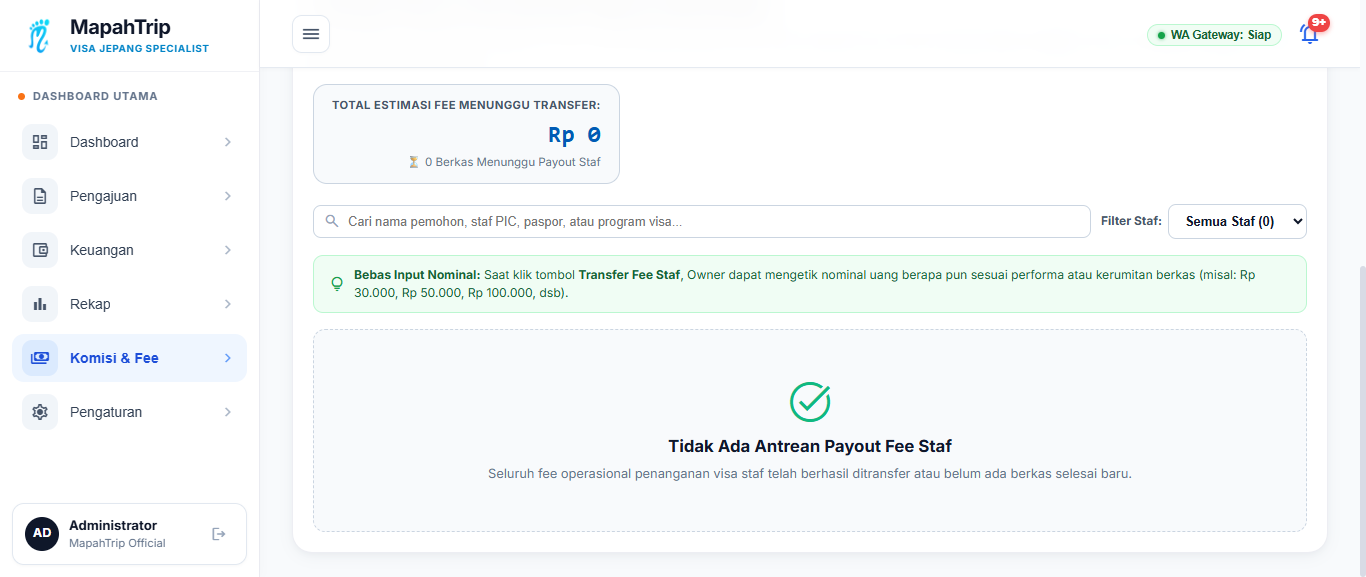 MapahTrip
VISA JEPANG SPECIALIST
DASHBOARD UTAMA
Dashboard
Pengajuan
Keuangan
Rekap
Komisi & Fee
Pengaturan
AD
Administrator
MapahTrip Official
WA Gateway: Siap
9+
TOTAL ESTIMASI FEE MENUNGGU TRANSFER:
Rp 0
0 Berkas Menunggu Payout Staf
Cari nama pemohon, staf PIC, paspor, atau program visa...
Filter Staf:
Semua Staf (0)
Bebas Input Nominal: Saat klik tombol Transfer Fee Staf, Owner dapat mengetik nominal uang berapa pun sesuai performa atau kerumitan berkas (misal: Rp
30.000, Rp 50.000, Rp 100.000, dsb).
Tidak Ada Antrean Payout Fee Staf
Seluruh fee operasional penanganan visa staf telah berhasil ditransfer atau belum ada berkas selesai baru.